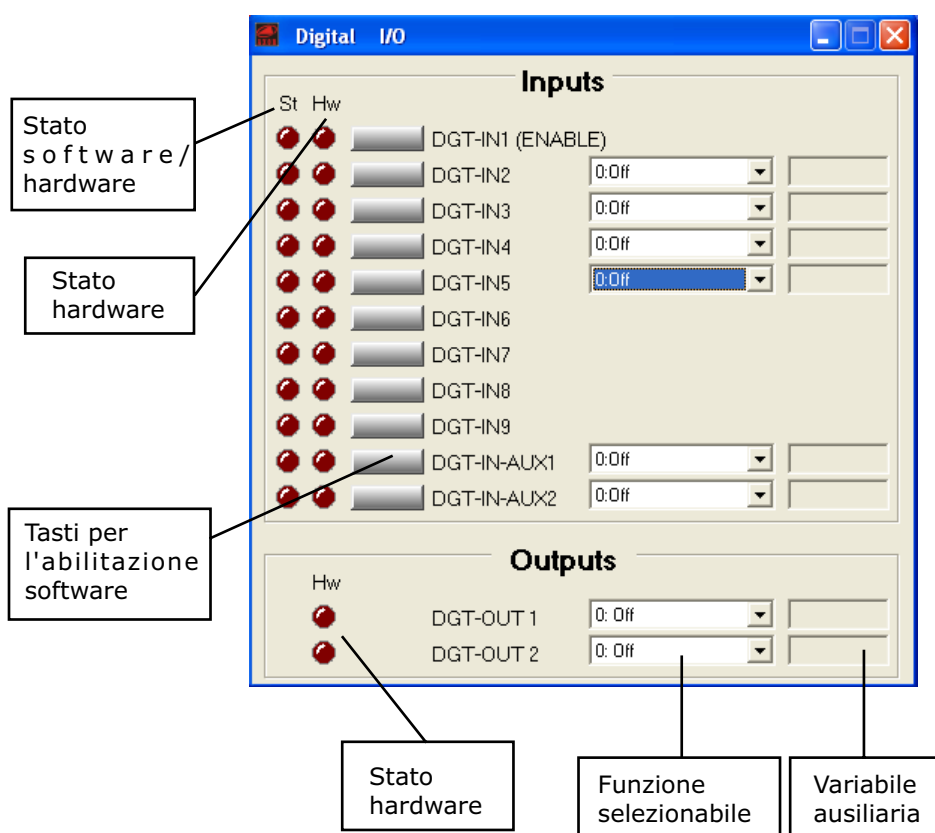 Digital I/O
Inputs
St Hw
Stato
software/
hardware
DGT-IN1 (ENABLE)
DGT-IN2 0:Off
DGT-IN3 0:Off
DGT-IN4 0:Off
Stato
hardware
DGT-IN5 0:Off
DGT-IN6
DGT-IN7
DGT-IN8
DGT-IN9
DGT-IN-AUX1 0:Off
DGT-IN-AUX2 0:Off
Tasti per
l'abilitazione
software
Outputs
Hw
DGT-OUT 1 0: Off
DGT-OUT 2 0: Off
Stato
hardware
Funzione
selezionabile
Variabile
ausiliaria